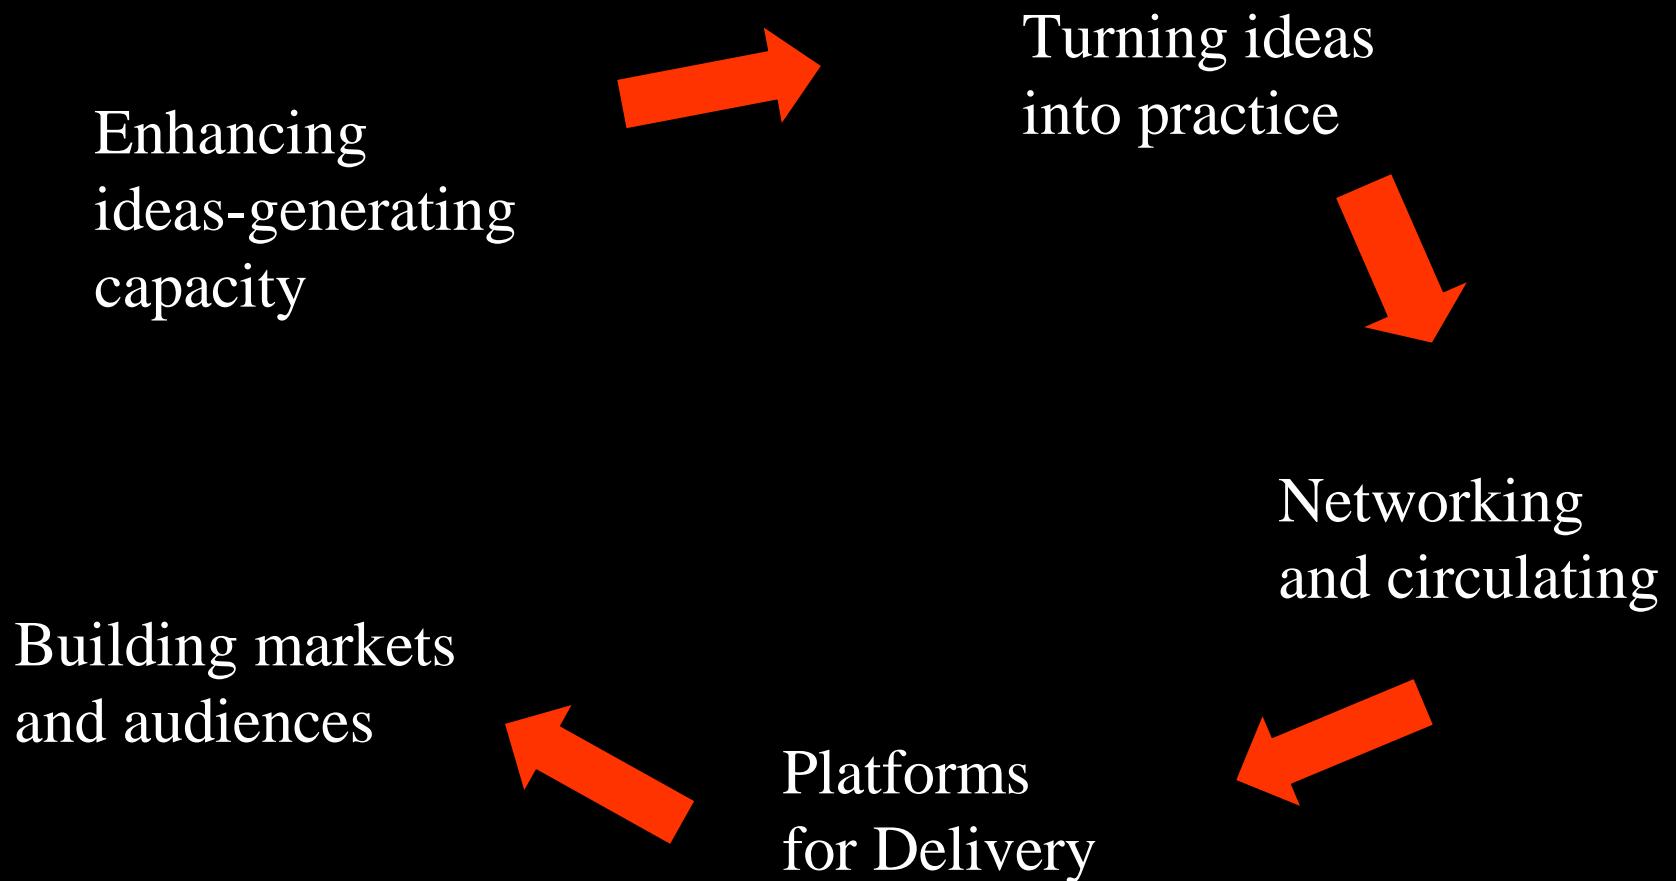 Enhancing
ideas-generating
capacity
Turning ideas
into practice
Networking
and circulating
Platforms
for Delivery
Building markets
and audiences